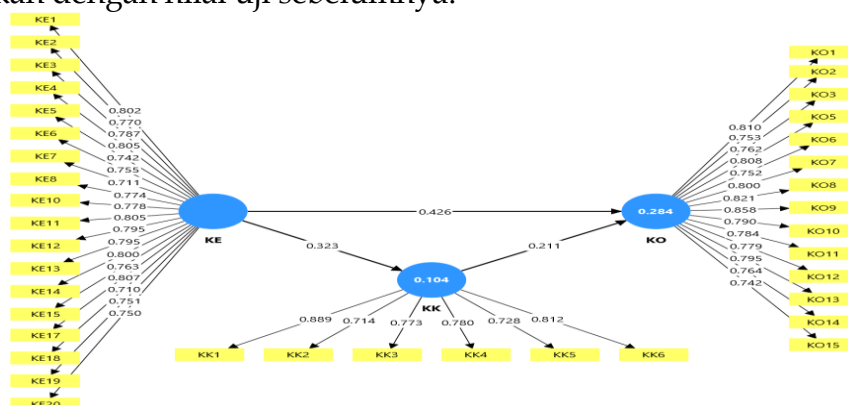 kan dengan nilai uji sebelumnya.
KE1
KE2
KE3
KE4
KE5
KE6
KE7
KE8
KE10
KE11
KE12
KE13
KE14
KE15
KE17
KE18
KE19
KE20
0.802
0.770
0.787
0.805
0.742
0.755
0.711
0.774
0.778
0.805
0.795
0.795
0.800
0.763
0.807
0.710
0.751
0.750
KE
0.426
0.323
0.211
0.104
KK
0.889
0.714
0.773
0.780
0.728
0.812
KK1
KK2
KK3
KK4
KK5
KK6
0.284
KO
0.810
0.753
0.762
0.808
0.752
0.800
0.821
0.858
0.790
0.784
0.779
0.795
0.764
0.742
KO1
KO2
KO3
KO5
KO6
KO7
KO8
KO9
KO10
KO11
KO12
KO13
KO14
KO15